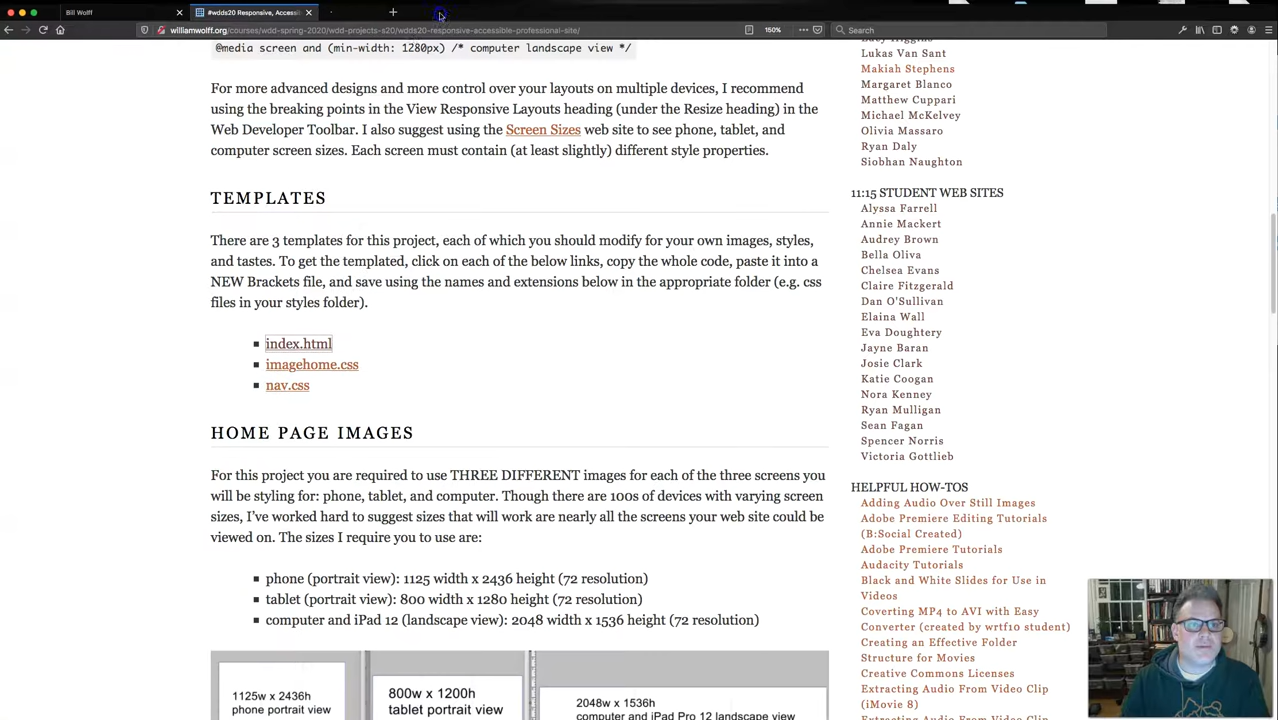 Bill Wolff
#wdds20 Responsive, Accessi
williamwolff.org/courses/wdd-spring-2020/wdd-projects-s20/wdds20-responsive-accessible-professional-site/
150%
Search
@media screen and (min-width: 1280px) /* computer landscape view */
For more advanced designs and more control over your layouts on multiple devices, I recommend
using the breaking points in the View Responsive Layouts heading (under the Resize heading) in the
Web Developer Toolbar. I also suggest using the Screen Sizes web site to see phone, tablet, and
computer screen sizes. Each screen must contain (at least slightly) different style properties.
TEMPLATES
There are 3 templates for this project, each of which you should modify for your own images, styles,
and tastes. To get the templated, click on each of the below links, copy the whole code, paste it into a
NEW Brackets file, and save using the names and extensions below in the appropriate folder (e.g. css
files in your styles folder).
index.html
imagehome.css
nav.css
HOME PAGE IMAGES
For this project you are required to use THREE DIFFERENT images for each of the three screens you
will be styling for: phone, tablet, and computer. Though there are 100s of devices with varying screen
sizes, I've worked hard to suggest sizes that will work are nearly all the screens your web site could be
viewed on. The sizes I require you to use are:
phone (portrait view): 1125 width x 2436 height (72 resolution)
tablet (portrait view): 800 width x 1280 height (72 resolution)
computer and iPad 12 (landscape view): 2048 width x 1536 height (72 resolution)
1125w x 2436h
phone portrait view
800w x 1200h
tablet portrait view
2048w x 1536h
computer and iPad Pro 12 landscape view
Lukas Van Sant
Makiah Stephens
Margaret Blanco
Matthew Cuppari
Michael McKelvey
Olivia Massaro
Ryan Daly
Siobhan Naughton
11:15 STUDENT WEB SITES
Alyssa Farrell
Annie Mackert
Audrey Brown
Bella Oliva
Chelsea Evans
Claire Fitzgerald
Dan O'Sullivan
Elaina Wall
Eva Doughtery
Jayne Baran
Josie Clark
Katie Coogan
Nora Kenney
Ryan Mulligan
Sean Fagan
Spencer Norris
Victoria Gottlieb
HELPFUL HOW-TOS
Adding Audio Over Still Images
Adobe Premiere Editing Tutorials
(B:Social Created)
Adobe Premiere Tutorials
Audacity Tutorials
Black and White Slides for Use in
Videos
Coverting MP4 to AVI with Easy
Converter (created by wrtf10 student)
Creating an Effective Folder
Structure for Movies
Creative Commons Licenses
Extracting Audio From Video Clip
(iMovie 8)